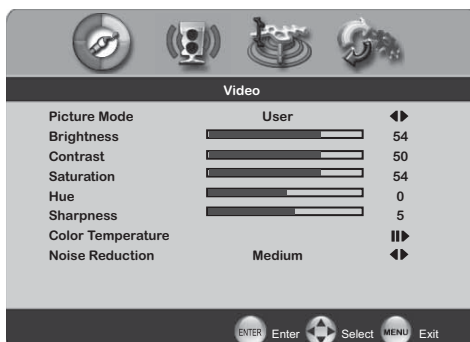 Video
Picture Mode User
Brightness 54
Contrast 50
Saturation 54
Hue 0
Sharpness 5
Color Temperature
Noise Reduction Medium
ENTER Enter Select MENU Exit